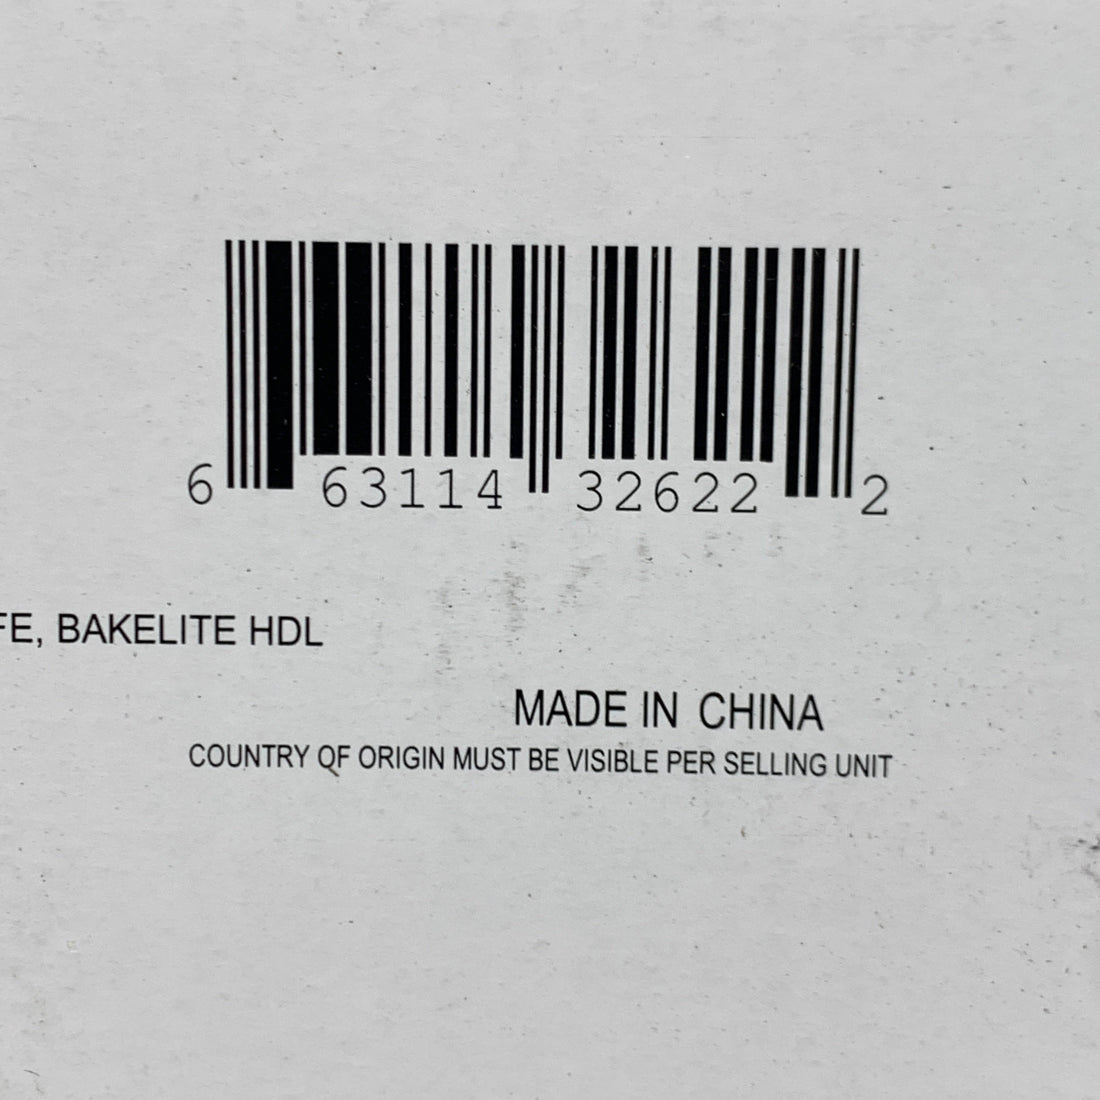 6 63114 32622 2
FE, BAKELITE HDL
MADE IN CHINA
COUNTRY OF ORIGIN MUST BE VISIBLE PER SELLING UNIT